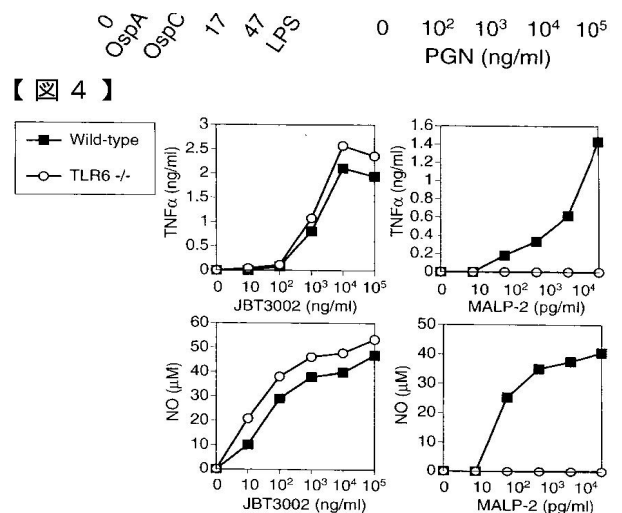 0
OspA
OspC
17
47
LPS
0 10² 10³ 10⁴ 10⁵
PGN (ng/ml)
【図４】
Wild-type
TLR6 -/-
TNFα (ng/ml)
3
2.5
2
1.5
1
0.5
0
0 10 10² 10³ 10⁴ 10⁵
JBT3002 (ng/ml)
TNFα (ng/ml)
1.6
1.4
1.2
1
0.8
0.6
0.4
0.2
0
0 10 10² 10³ 10⁴
MALP-2 (pg/ml)
NO (μM)
60
50
40
30
20
10
0
0 10 10² 10³ 10⁴ 10⁵
JBT3002 (ng/ml)
NO (μM)
50
40
30
20
10
0
0 10 10² 10³ 10⁴
MALP-2 (pg/ml)